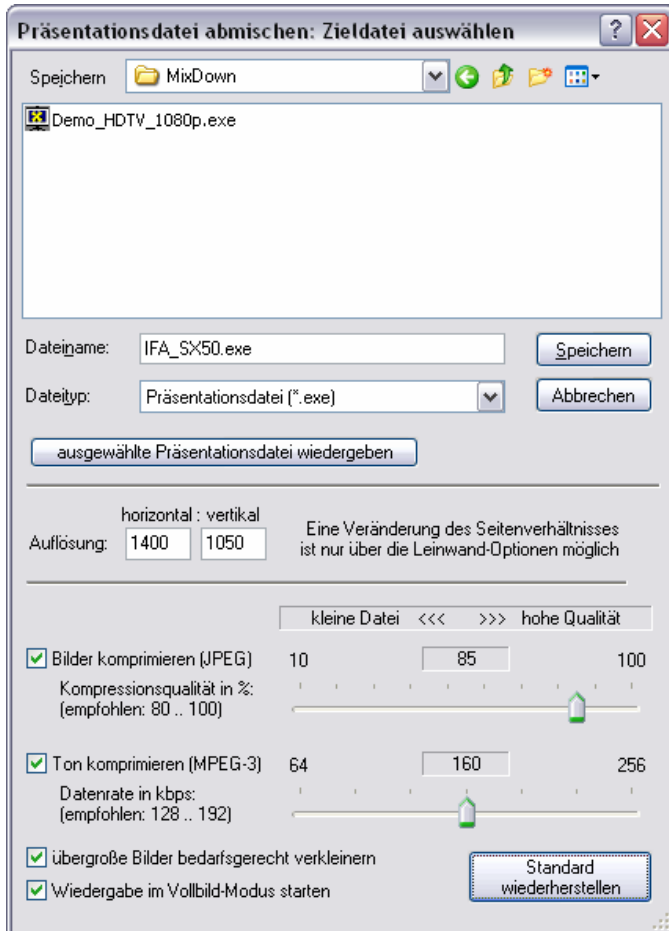 Präsentationsdatei abmischen: Zieldatei auswählen
Speichern MixDown
Demo_HDTV_1080p.exe
Dateiname: IFA_SX50.exe Speichern
Dateityp: Präsentationsdatei (*.exe) Abbrechen
ausgewählte Präsentationsdatei wiedergeben
horizontal : vertikal
Auflösung: 1400 1050
Eine Veränderung des Seitenverhältnisses
ist nur über die Leinwand-Optionen möglich
kleine Datei <<< >>> hohe Qualität
Bilder komprimieren (JPEG) 10 85 100
Kompressionsqualität in %:
(empfohlen: 80 .. 100)
Ton komprimieren (MPEG-3) 64 160 256
Datenrate in kbps:
(empfohlen: 128 .. 192)
übergroße Bilder bedarfsgerecht verkleinern
Wiedergabe im Vollbild-Modus starten
Standard
wiederherstellen